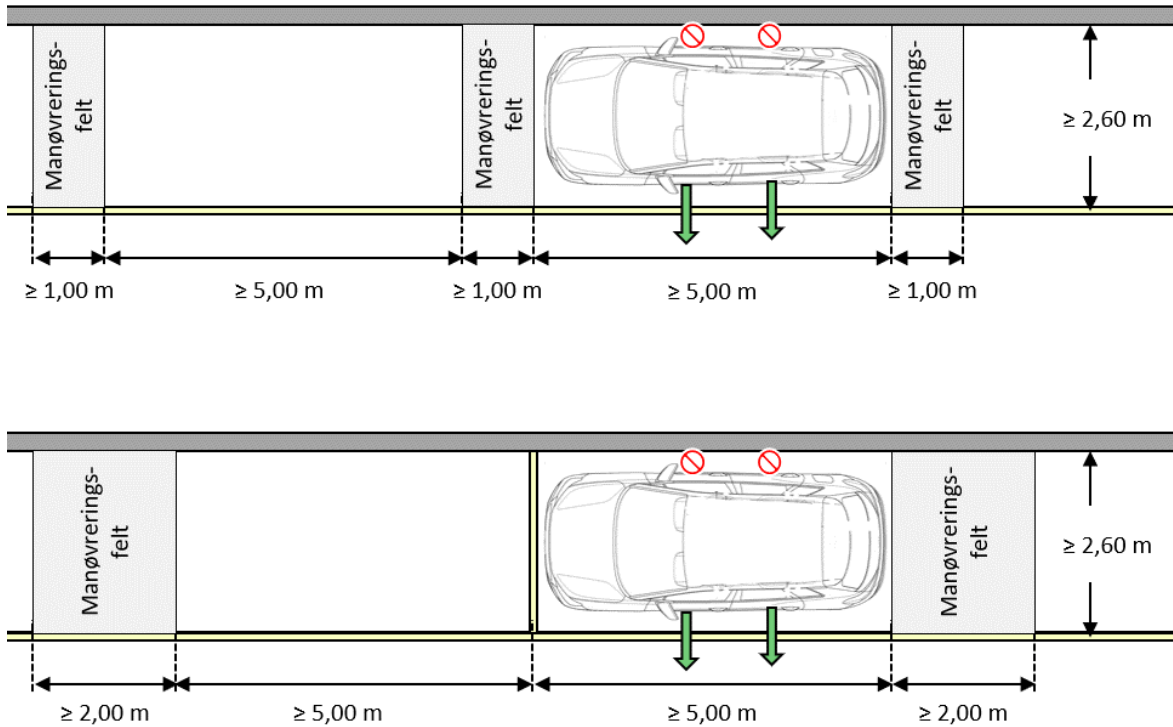 Manøvrerings-
felt
Manøvrerings-
felt
Manøvrerings-
felt
≥ 2,60 m
≥ 1,00 m
≥ 5,00 m
≥ 1,00 m
≥ 5,00 m
≥ 1,00 m
Manøvrerings-
felt
Manøvrerings-
felt
≥ 2,60 m
≥ 2,00 m
≥ 5,00 m
≥ 5,00 m
≥ 2,00 m